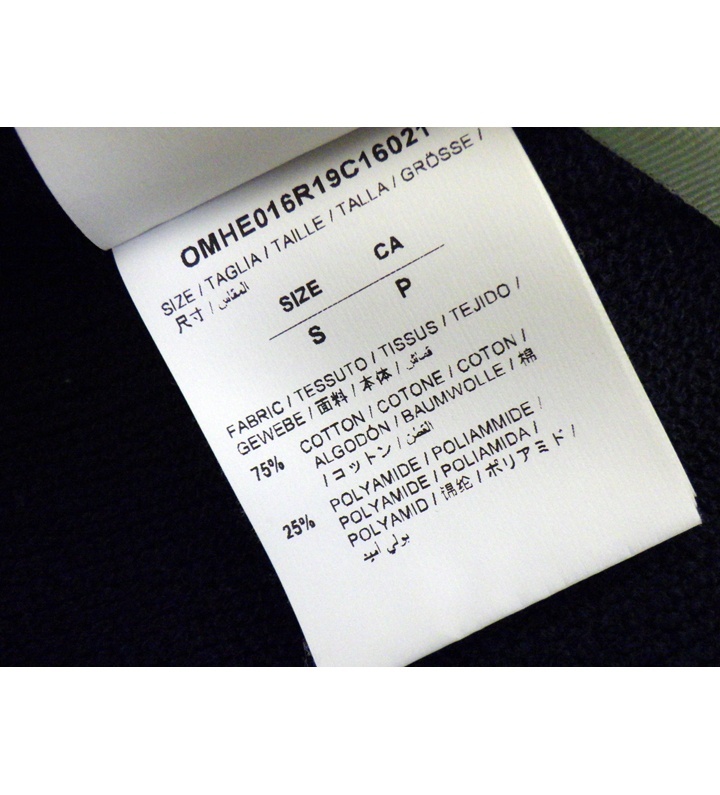 OMHE016R19C16021
SIZE / TAGLIA / TAILLE / TALLA / GRÖSSE /
尺寸 / المقاس
SIZE CA
S P
FABRIC / TESSUTO / TISSUS / TEJIDO /
GEWEBE / 面料 / 本体 / قماش
75% COTTON / COTONE / COTON /
ALGODÓN / BAUMWOLLE / 棉
/ コットン / القطن
25% POLYAMIDE / POLIAMMIDE /
POLYAMIDE / POLIAMIDA /
POLYAMID / 锦纶 / ポリアミド /
بولي أميد